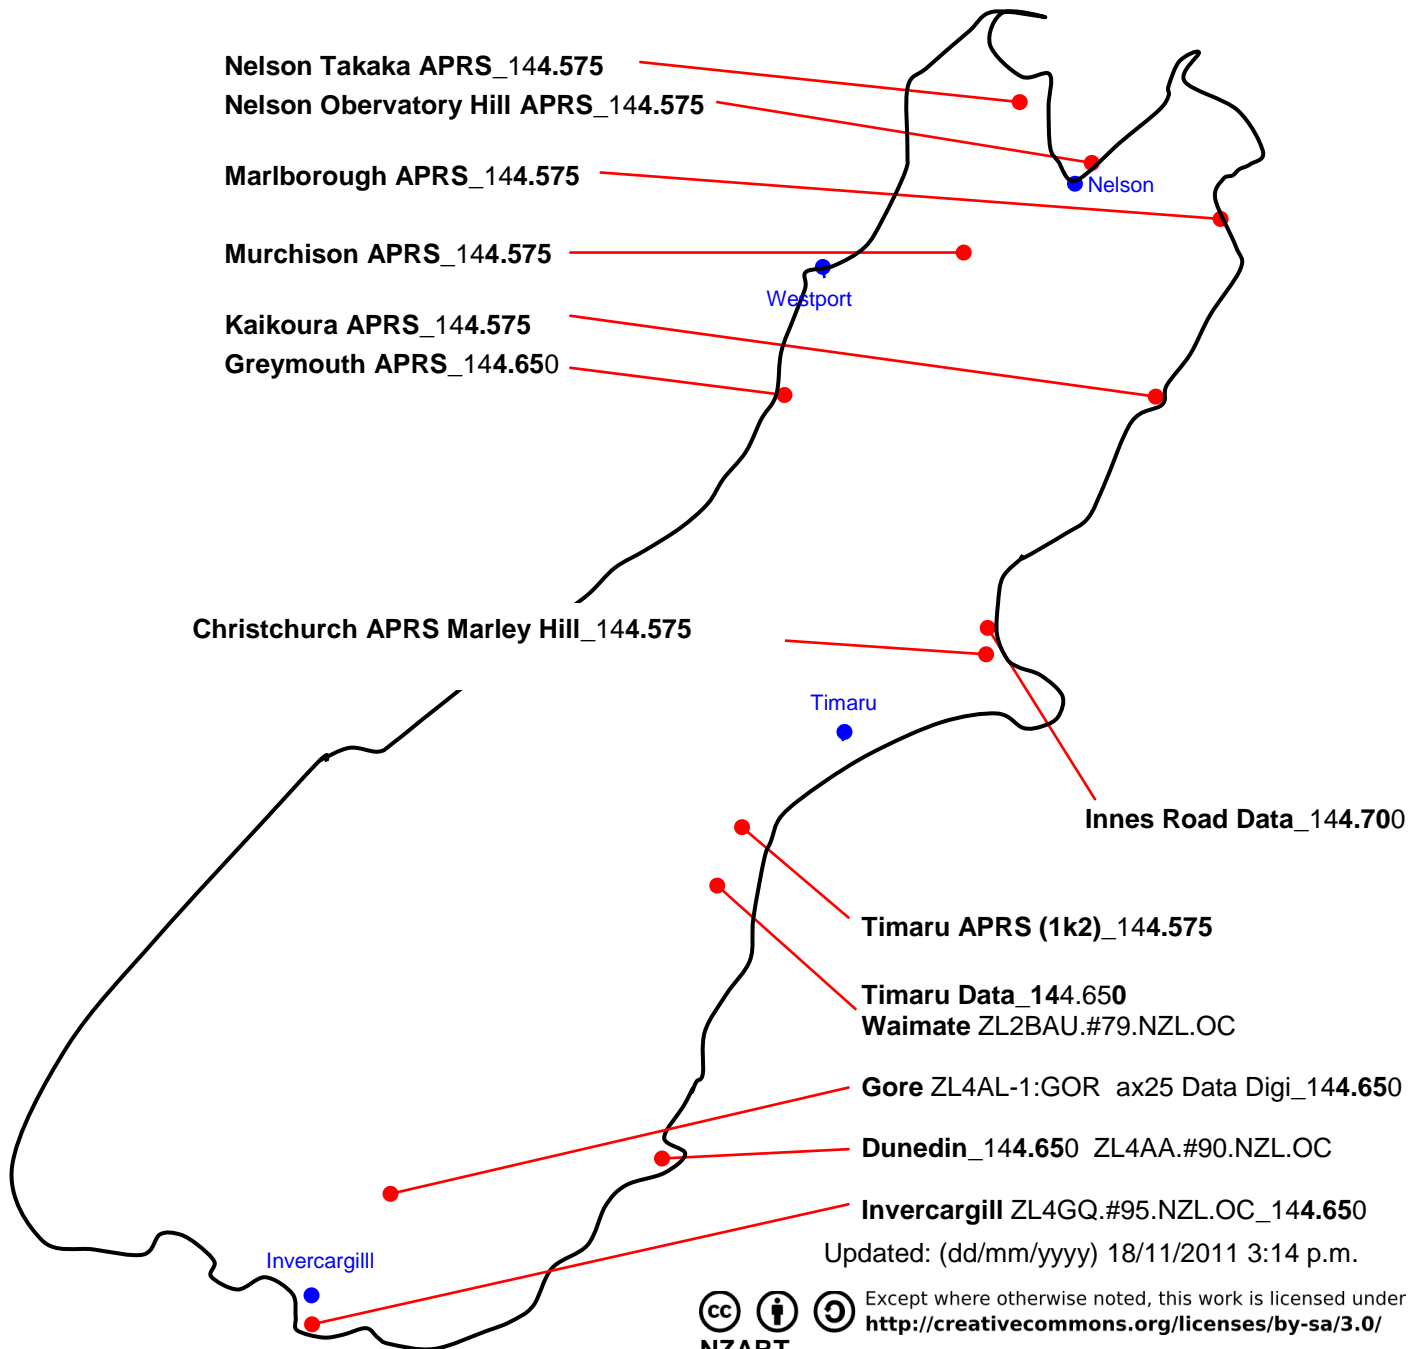 Nelson Takaka APRS_144.575
Nelson Obervatory Hill APRS_144.575
Marlborough APRS_144.575
Nelson
Murchison APRS_144.575
Westport
Kaikoura APRS_144.575
Greymouth APRS_144.650
Christchurch APRS Marley Hill_144.575
Timaru
Innes Road Data_144.700
Timaru APRS (1k2)_144.575
Timaru Data_144.650
Waimate ZL2BAU.#79.NZL.OC
Gore ZL4AL-1:GOR ax25 Data Digi_144.650
Dunedin_144.650 ZL4AA.#90.NZL.OC
Invercargill ZL4GQ.#95.NZL.OC_144.650
Invercargilll
Updated: (dd/mm/yyyy) 18/11/2011 3:14 p.m.
cc
Except where otherwise noted, this work is licensed under
http://creativecommons.org/licenses/by-sa/3.0/
NZART